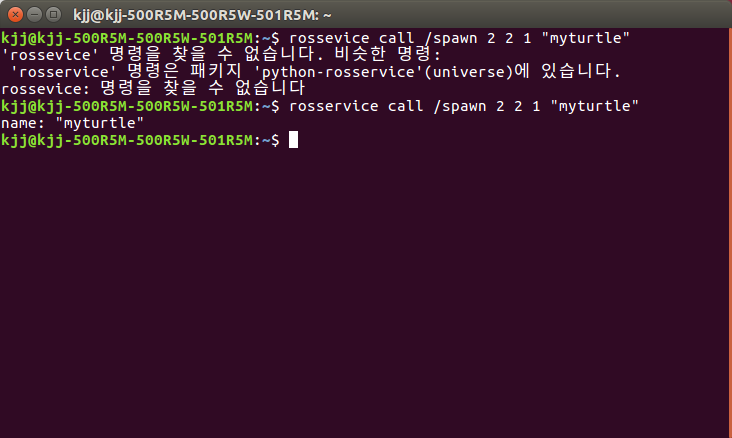 kjj@kjj-500R5M-500R5W-501R5M: ~
kjj@kjj-500R5M-500R5W-501R5M:~$ rossevice call /spawn 2 2 1 "myturtle"
'rossevice' 명령을 찾을 수 없습니다. 비슷한 명령:
 'rosservice' 명령은 패키지 'python-rosservice'(universe)에 있습니다.
rossevice: 명령을 찾을 수 없습니다
kjj@kjj-500R5M-500R5W-501R5M:~$ rosservice call /spawn 2 2 1 "myturtle"
name: "myturtle"
kjj@kjj-500R5M-500R5W-501R5M:~$